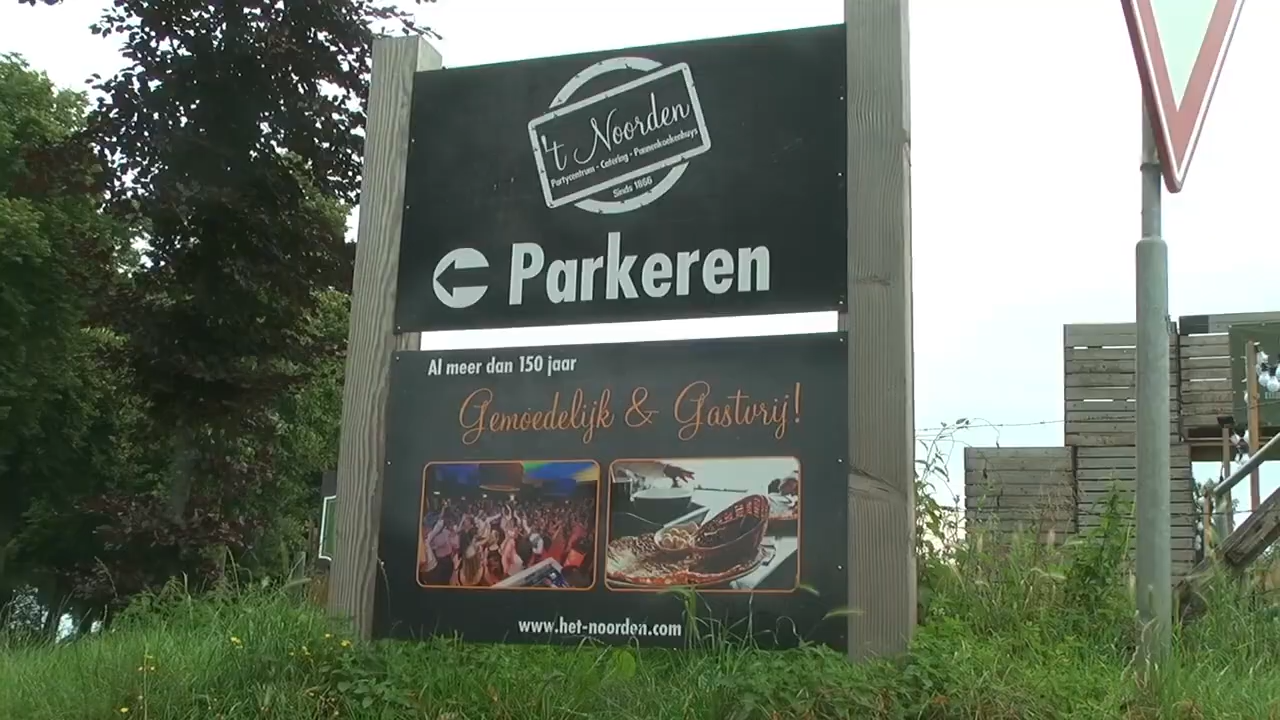 't Noorden
Partycentrum - Catering - Pannenkoekenhuys
Sinds 1866
Parkeren
Al meer dan 150 jaar
Gemoedelijk & Gastvrij!
www.het-noorden.com